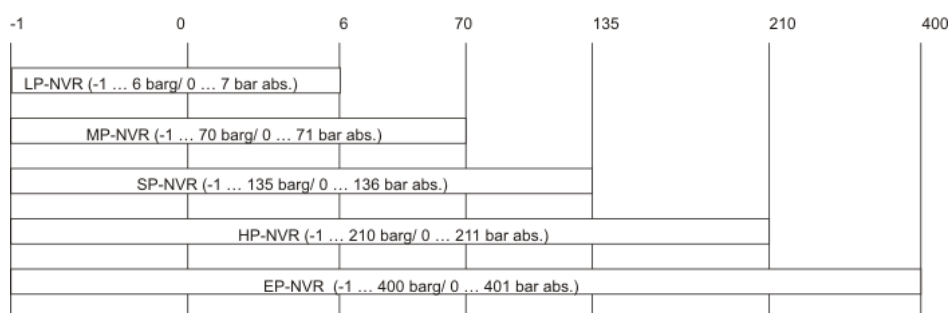 -1 0 6 70 135 210 400
LP-NVR (-1 … 6 barg/ 0 … 7 bar abs.)
MP-NVR (-1 … 70 barg/ 0 … 71 bar abs.)
SP-NVR (-1 … 135 barg/ 0 … 136 bar abs.)
HP-NVR (-1 … 210 barg/ 0 … 211 bar abs.)
EP-NVR (-1 … 400 barg/ 0 … 401 bar abs.)